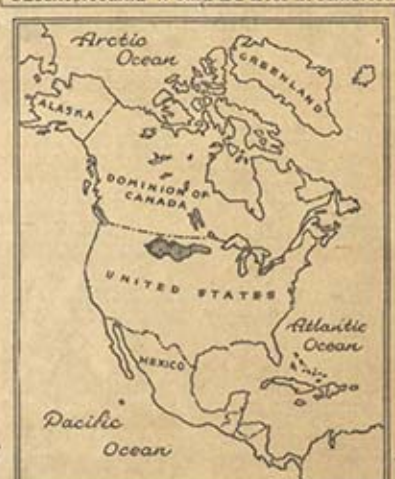 Arctic
Ocean
GREENLAND
ALASKA
DOMINION OF
CANADA
UNITED STATES
Atlantic
Ocean
MEXICO
Pacific
Ocean